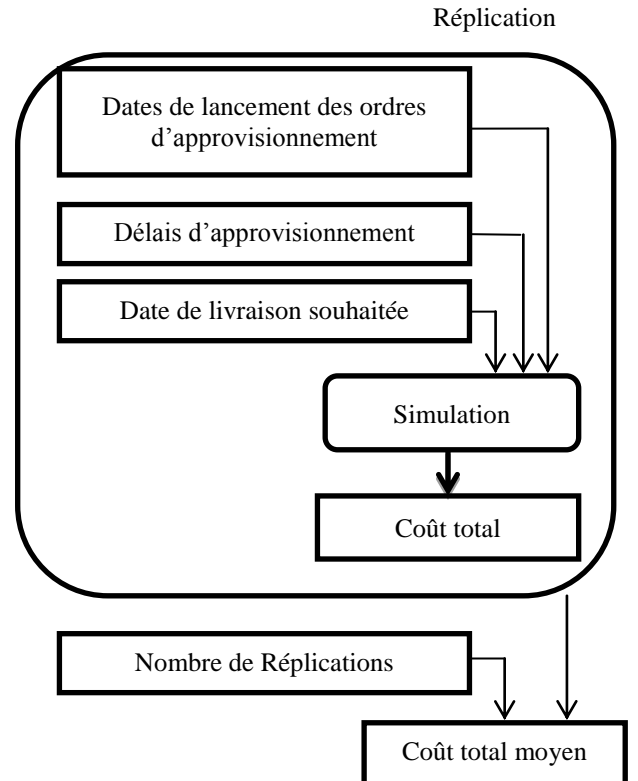 Réplication
Dates de lancement des ordres
d’approvisionnement
Délais d’approvisionnement
Date de livraison souhaitée
Simulation
Coût total
Nombre de Réplications
Coût total moyen